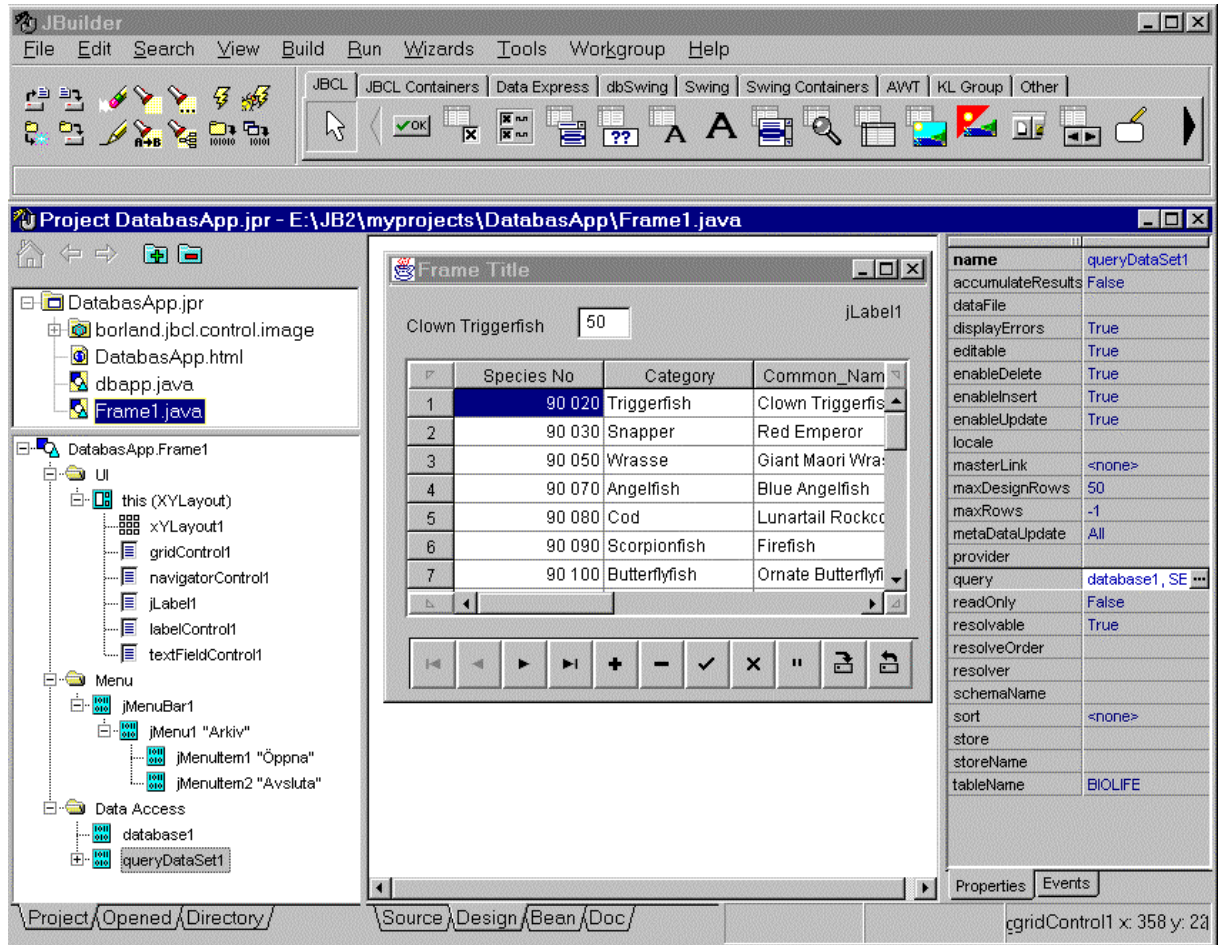 JBuilder
File Edit Search View Build Run Wizards Tools Workgroup Help
JBCL JBCL Containers Data Express dbSwing Swing Swing Containers AWT KL Group Other
OK ?? A A
A→B 10100 10101
Project DatabasApp.jpr - E:\JB2\myprojects\DatabasApp\Frame1.java
DatabasApp.jpr
borland.jbcl.control.image
DatabasApp.html
dbapp.java
Frame1.java
DatabasApp.Frame1
UI
this (XYLayout)
xYLayout1
gridControl1
navigatorControl1
jLabel1
labelControl1
textFieldControl1
Menu
jMenuBar1
jMenu1 "Arkiv"
jMenuItem1 "Öppna"
jMenuItem2 "Avsluta"
Data Access
database1
queryDataSet1
Project Opened Directory
Frame Title
Clown Triggerfish 50 jLabel1
Species No Category Common_Nam
1 90 020 Triggerfish Clown Triggerfis
2 90 030 Snapper Red Emperor
3 90 050 Wrasse Giant Maori Wra
4 90 070 Angelfish Blue Angelfish
5 90 080 Cod Lunartail Rockco
6 90 090 Scorpionfish Firefish
7 90 100 Butterflyfish Ornate Butterflyfi
Source Design Bean Doc
name queryDataSet1
accumulateResults False
dataFile
displayErrors True
editable True
enableDelete True
enableInsert True
enableUpdate True
locale
masterLink <none>
maxDesignRows 50
maxRows -1
metaDataUpdate All
provider
query database1, SE ...
readOnly False
resolvable True
resolveOrder
resolver
schemaName
sort <none>
store
storeName
tableName BIOLIFE
Properties Events
gridControl1 x: 358 y: 22